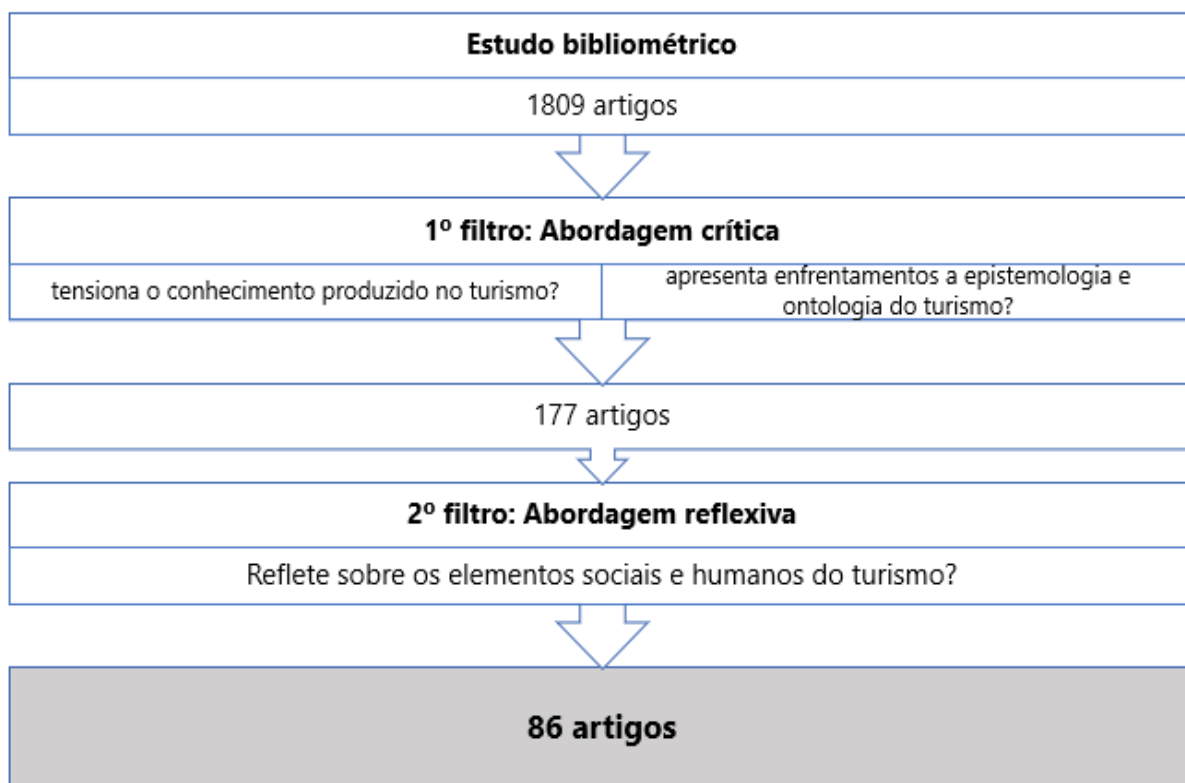 Estudo bibliométrico
1809 artigos
1º filtro: Abordagem crítica
tensiona o conhecimento produzido no turismo?
apresenta enfrentamentos a epistemologia e
ontologia do turismo?
177 artigos
2º filtro: Abordagem reflexiva
Reflete sobre os elementos sociais e humanos do turismo?
86 artigos